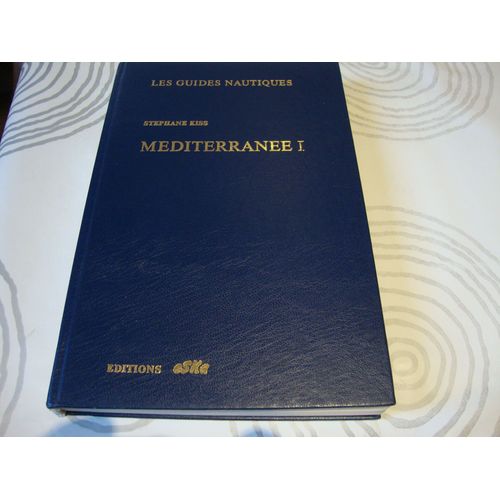 LES GUIDES NAUTIQUES
STEPHANE KISS
MEDITERRANEE I.
EDITIONS eska